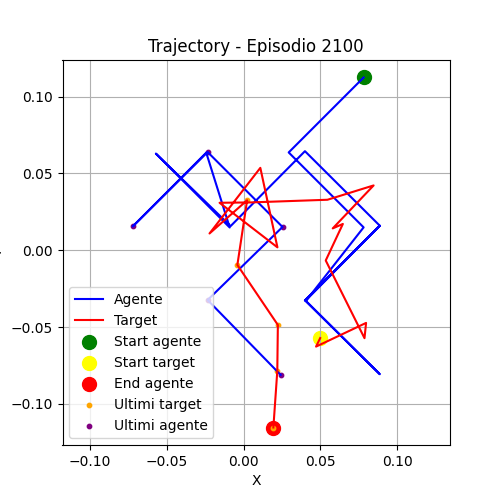 Trajectory - Episodio 2100
0.10
0.05
0.00
−0.05
−0.10
Agente
Target
Start agente
Start target
End agente
Ultimi target
Ultimi agente
−0.10 −0.05 0.00 0.05 0.10
X